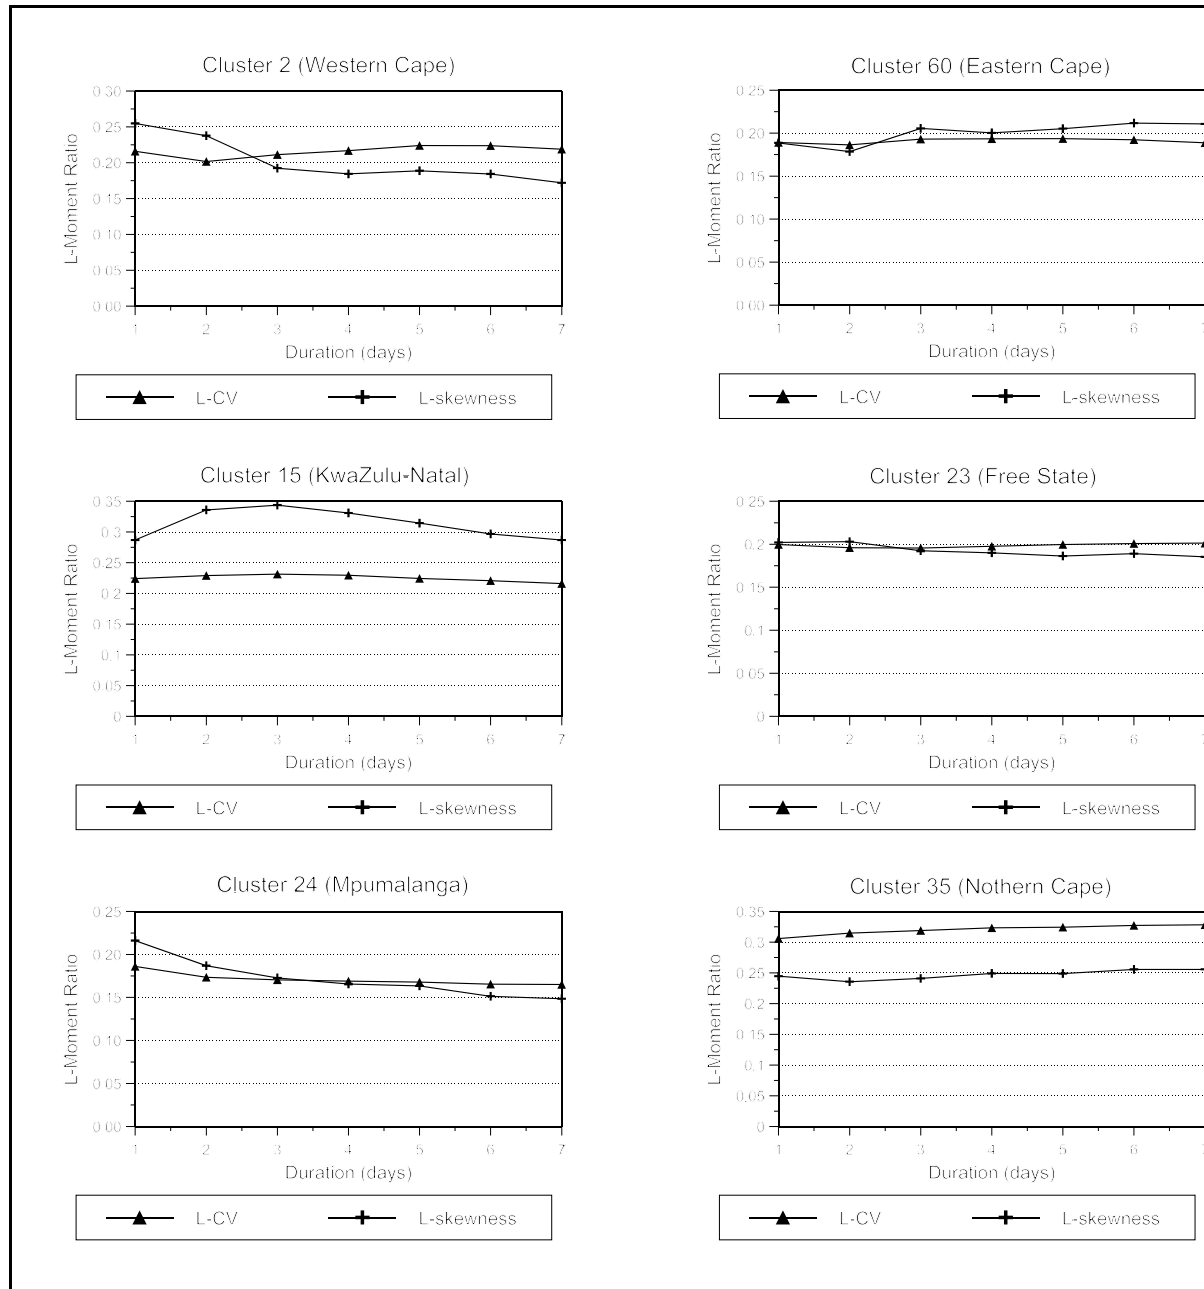 Cluster 2 (Western Cape)
L-Moment Ratio
0.30
0.25
0.20
0.15
0.10
0.05
0.00
1 2 3 4 5 6 7
Duration (days)
L-CV L-skewness
Cluster 60 (Eastern Cape)
L-Moment Ratio
0.25
0.20
0.15
0.10
0.05
0.00
1 2 3 4 5 6
Duration (days)
L-CV L-skewness
Cluster 15 (KwaZulu-Natal)
L-Moment Ratio
0.35
0.3
0.25
0.2
0.15
0.1
0.05
0
1 2 3 4 5 6 7
Duration (days)
L-CV L-skewness
Cluster 23 (Free State)
L-Moment Ratio
0.25
0.2
0.15
0.1
0.05
0
1 2 3 4 5 6
Duration (days)
L-CV L-skewness
Cluster 24 (Mpumalanga)
L-Moment Ratio
0.25
0.20
0.15
0.10
0.05
0.00
1 2 3 4 5 6 7
Duration (days)
L-CV L-skewness
Cluster 35 (Nothern Cape)
L-Moment Ratio
0.35
0.3
0.25
0.2
0.15
0.1
0.05
0
1 2 3 4 5 6
Duration (days)
L-CV L-skewness